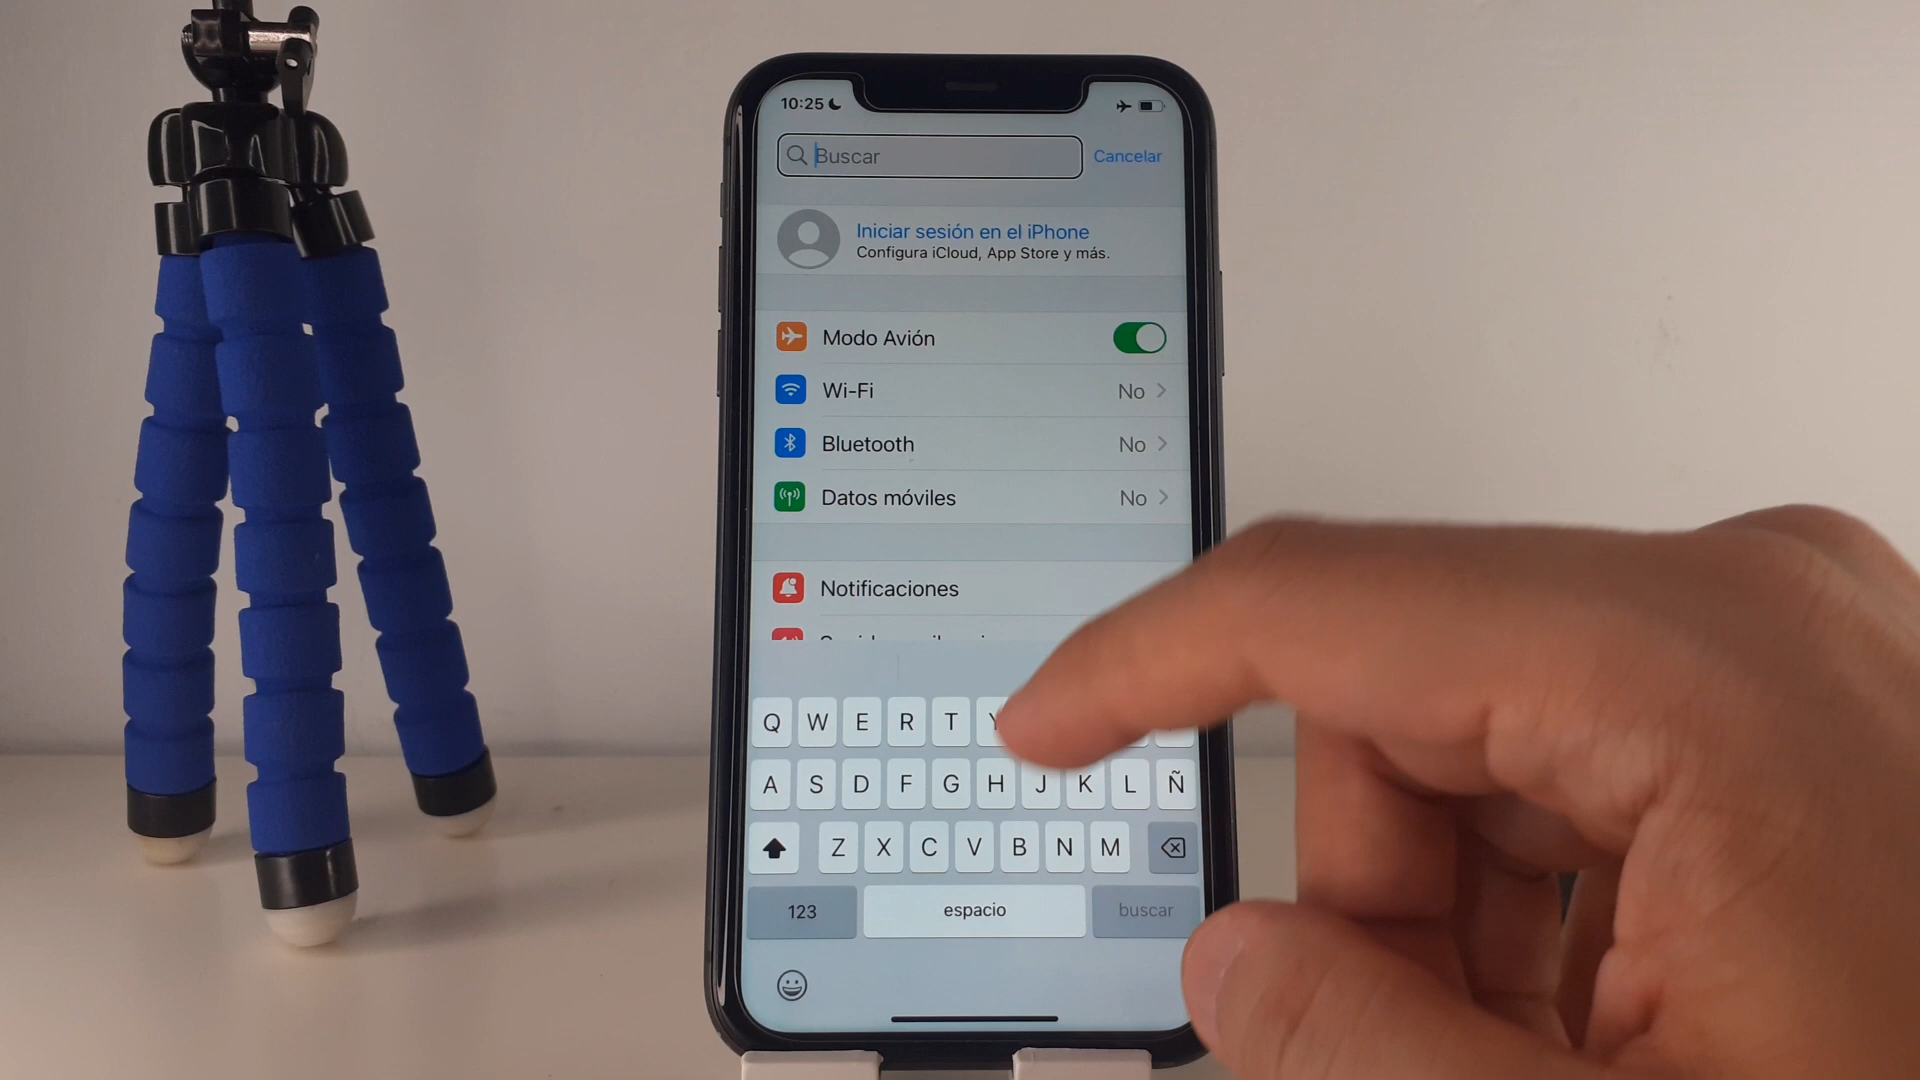 10:25
Buscar
Cancelar
Iniciar sesión en el iPhone
Configura iCloud, App Store y más.
Modo Avión
Wi-Fi No
Bluetooth No
Datos móviles No
Notificaciones
Q W E R T Y
A S D F G H J K L Ñ
Z X C V B N M
123 espacio buscar